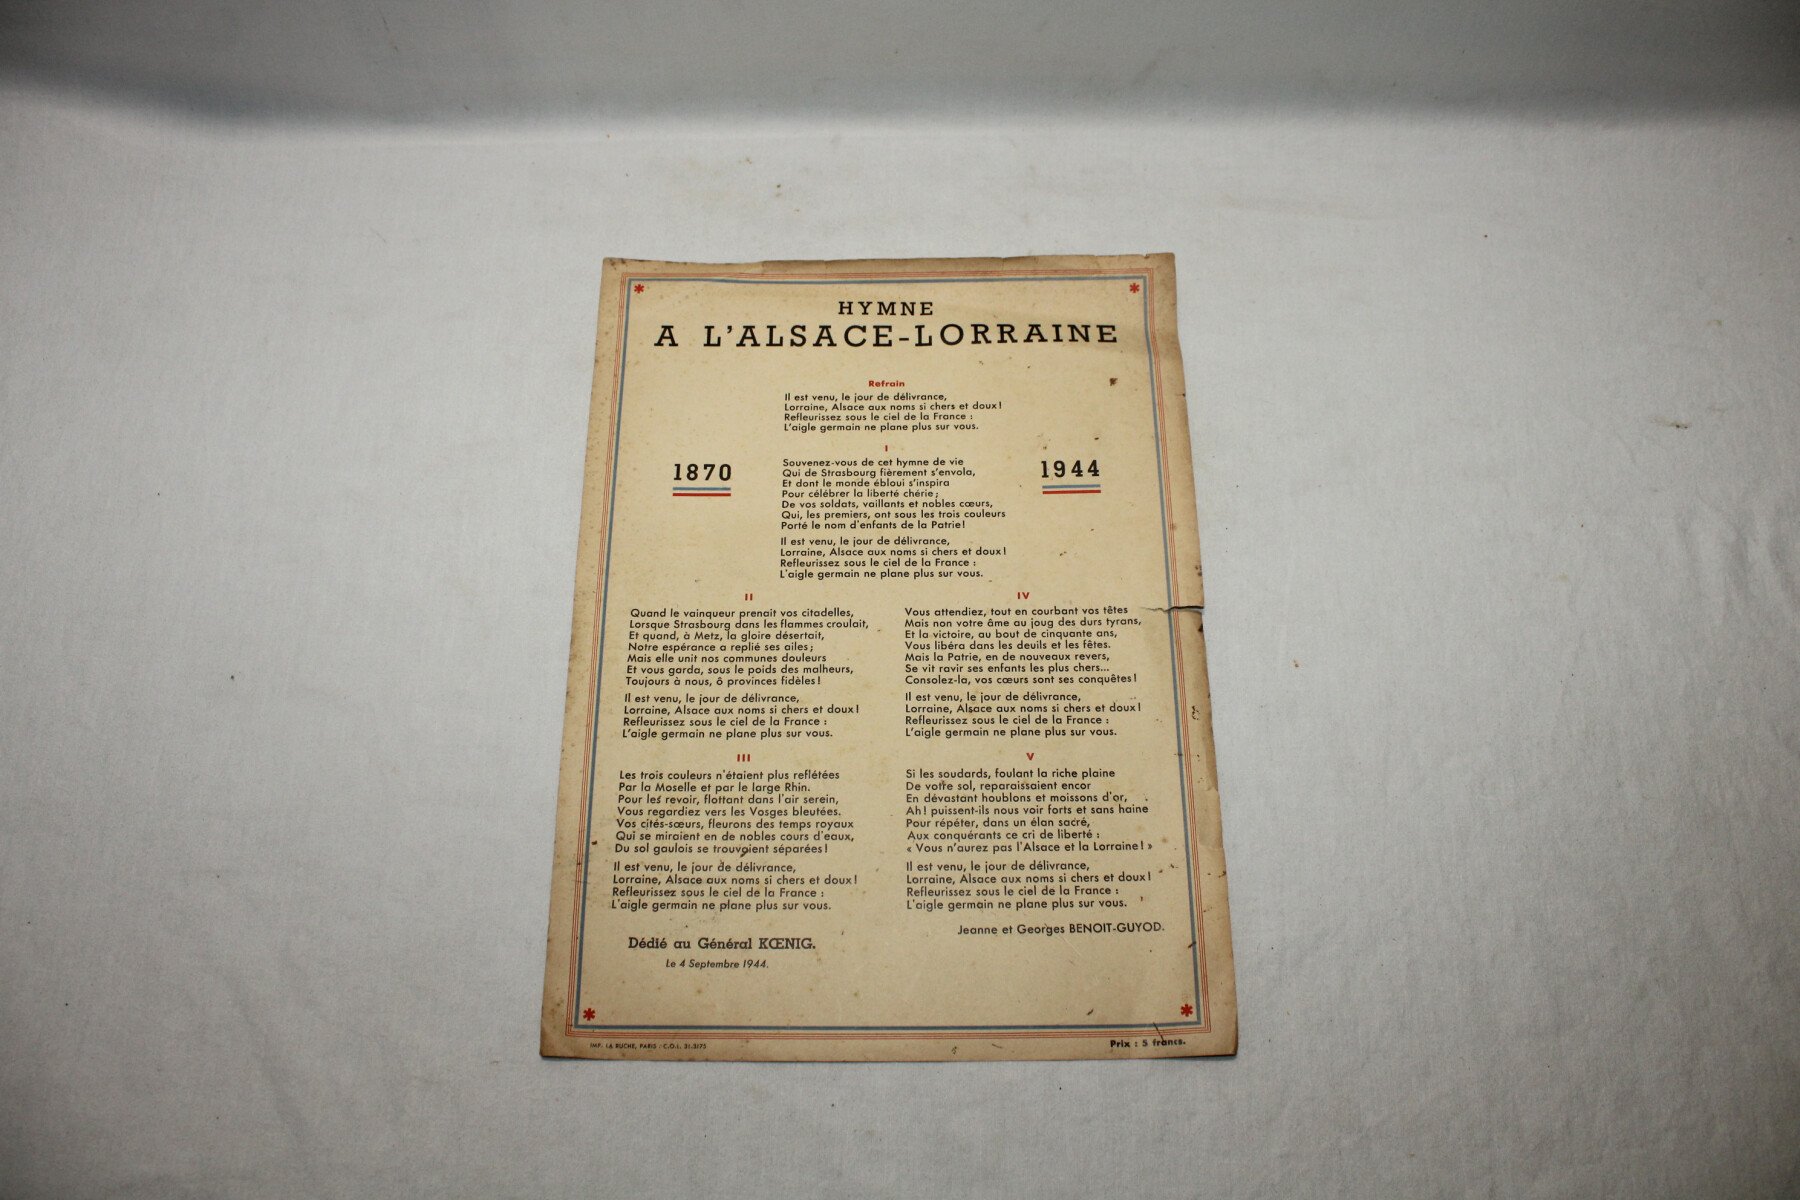 HYMNE
A L'ALSACE-LORRAINE
Refrain
Il est venu, le jour de délivrance,
Lorraine, Alsace aux noms si chers et doux !
Refleurissez sous le ciel de la France :
L'aigle germain ne plane plus sur vous.
1870
1944
I
Souvenez-vous de cet hymne de vie
Qui de Strasbourg fièrement s'envola,
Et dont le monde ébloui s'inspira
Pour célébrer la liberté chérie ;
De vos soldats, vaillants et nobles cœurs,
Qui, les premiers, ont sous les trois couleurs
Porté le nom d'enfants de la Patrie !
Il est venu, le jour de délivrance,
Lorraine, Alsace aux noms si chers et doux !
Refleurissez sous le ciel de la France :
L'aigle germain ne plane plus sur vous.
II
Quand le vainqueur prenait vos citadelles,
Lorsque Strasbourg dans les flammes croulait,
Et quand, à Metz, la gloire désertait,
Notre espérance a replié ses ailes ;
Mais elle unit nos communes douleurs
Et vous garda, sous le poids des malheurs,
Toujours à nous, ô provinces fidèles !
Il est venu, le jour de délivrance,
Lorraine, Alsace aux noms si chers et doux !
Refleurissez sous le ciel de la France :
L'aigle germain ne plane plus sur vous.
III
Les trois couleurs n'étaient plus reflétées
Par la Moselle et par le large Rhin.
Pour les revoir, flottant dans l'air serein,
Vous regardiez vers les Vosges bleutées.
Vos cités-sœurs, fleurons des temps royaux
Qui se miraient en de nobles cours d'eaux,
Du sol gaulois se trouvaient séparées !
Il est venu, le jour de délivrance,
Lorraine, Alsace aux noms si chers et doux !
Refleurissez sous le ciel de la France :
L'aigle germain ne plane plus sur vous.
IV
Vous attendiez, tout en courbant vos têtes
Mais non votre âme au joug des durs tyrans,
Et la victoire, au bout de cinquante ans,
Vous libéra dans les deuils et les fêtes.
Mais la Patrie, en de nouveaux revers,
Se vit ravir ses enfants les plus chers...
Consolez-la, vos cœurs sont ses conquêtes !
Il est venu, le jour de délivrance,
Lorraine, Alsace aux noms si chers et doux !
Refleurissez sous le ciel de la France :
L'aigle germain ne plane plus sur vous.
V
Si les soudards, foulant la riche plaine
De votre sol, reparaissaient encor
En dévastant houblons et moissons d'or,
Ah ! puissent-ils nous voir forts et sans haine
Pour répéter, dans un élan sacré,
Aux conquérants ce cri de liberté :
« Vous n'aurez pas l'Alsace et la Lorraine ! »
Il est venu, le jour de délivrance,
Lorraine, Alsace aux noms si chers et doux !
Refleurissez sous le ciel de la France :
L'aigle germain ne plane plus sur vous.
Jeanne et Georges BENOIT-GUYOD.
Dédié au Général KŒNIG.
Le 4 Septembre 1944.
IMP. LA RUCHE, PARIS - C.O.L. 31.3175
Prix : 5 francs.